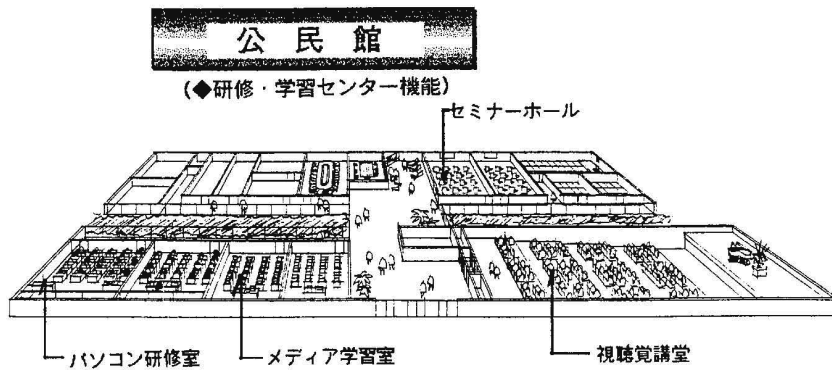 公民館
(◆研修・学習センター機能)
セミナーホール
パソコン研修室
メディア学習室
視聴覚講堂